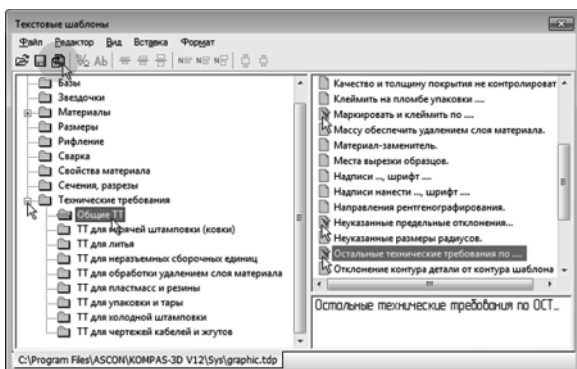 Текстовые шаблоны
Файл Редактор Вид Вставка Формат
Базы
Звездочки
Материалы
Размеры
Рифление
Сварка
Свойства материала
Сечения, разрезы
Технические требования
Общие ТТ
ТТ для горячей штамповки (ковки)
ТТ для литья
ТТ для неразъемных сборочных единиц
ТТ для обработки удалением слоя материала
ТТ для пластмасс и резины
ТТ для упаковки и тары
ТТ для холодной штамповки
ТТ для чертежей кабелей и жгутов
Качество и толщину покрытия не контролироват
Клеймить на пломбе упаковки ....
Маркировать и клеймить по ....
Массу обеспечить удалением слоя материала.
Материал-заменитель.
Места вырезки образцов.
Надписи ..., шрифт ....
Надписи нанести ..., шрифт ....
Направления рентгенографирования.
Неуказанные предельные отклонения...
Неуказанные размеры радиусов.
Остальные технические требования по ....
Отклонение контура детали от контура шаблона
Остальные технические требования по ОСТ...
C:\Program Files\ASCON\KOMPAS-3D V12\Sys\graphic.tdp